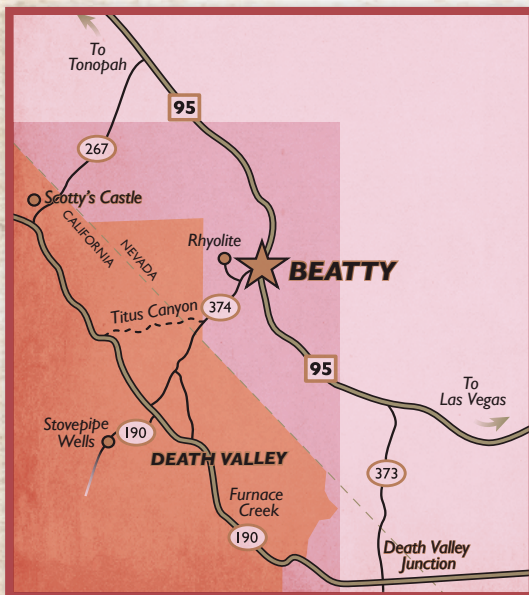 To
Tonopah
95
267
Scotty's Castle
CALIFORNIA
NEVADA
Rhyolite
BEATTY
Titus Canyon
374
95
To
Las Vegas
Stovepipe
Wells
190
DEATH VALLEY
373
Furnace
Creek
190
Death Valley
Junction